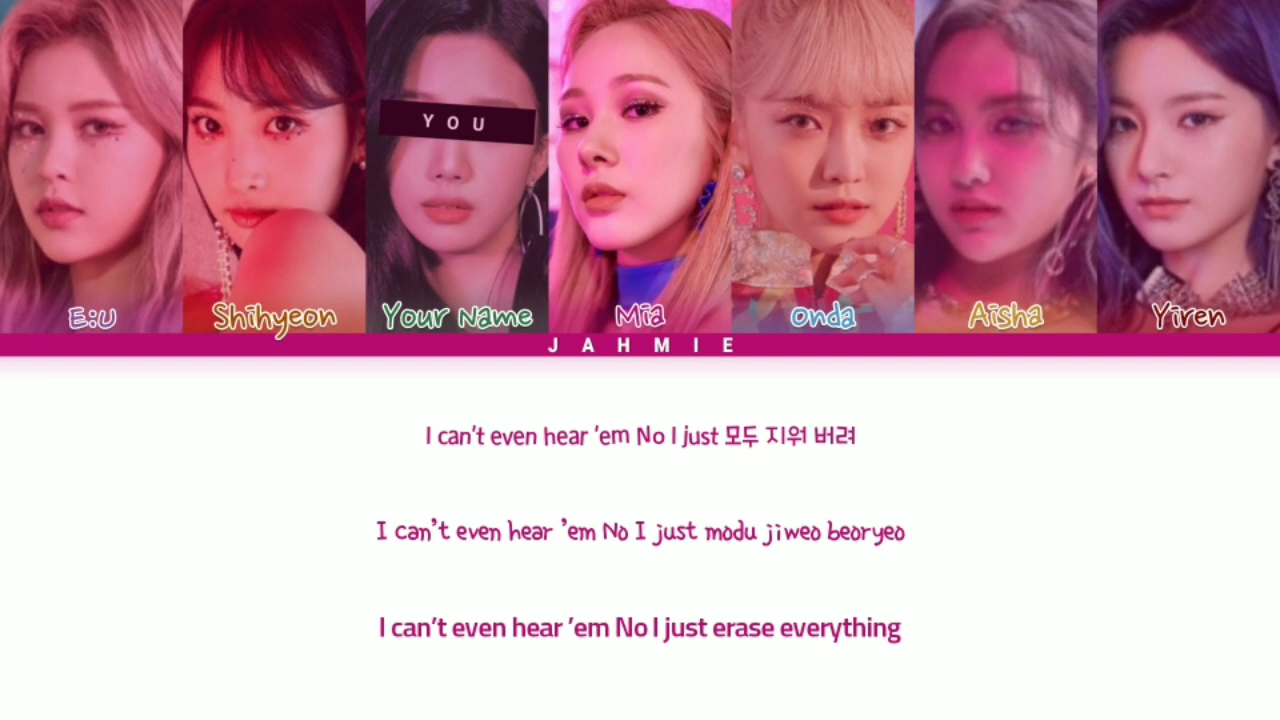 YOU
E:U Shihyeon Your Name Mia Onda Aisha Yiren
JAHMIE
I can't even hear 'em No I just 모두 지워 버려
I can't even hear 'em No I just modu jiweo beoryeo
I can't even hear 'em No I just erase everything